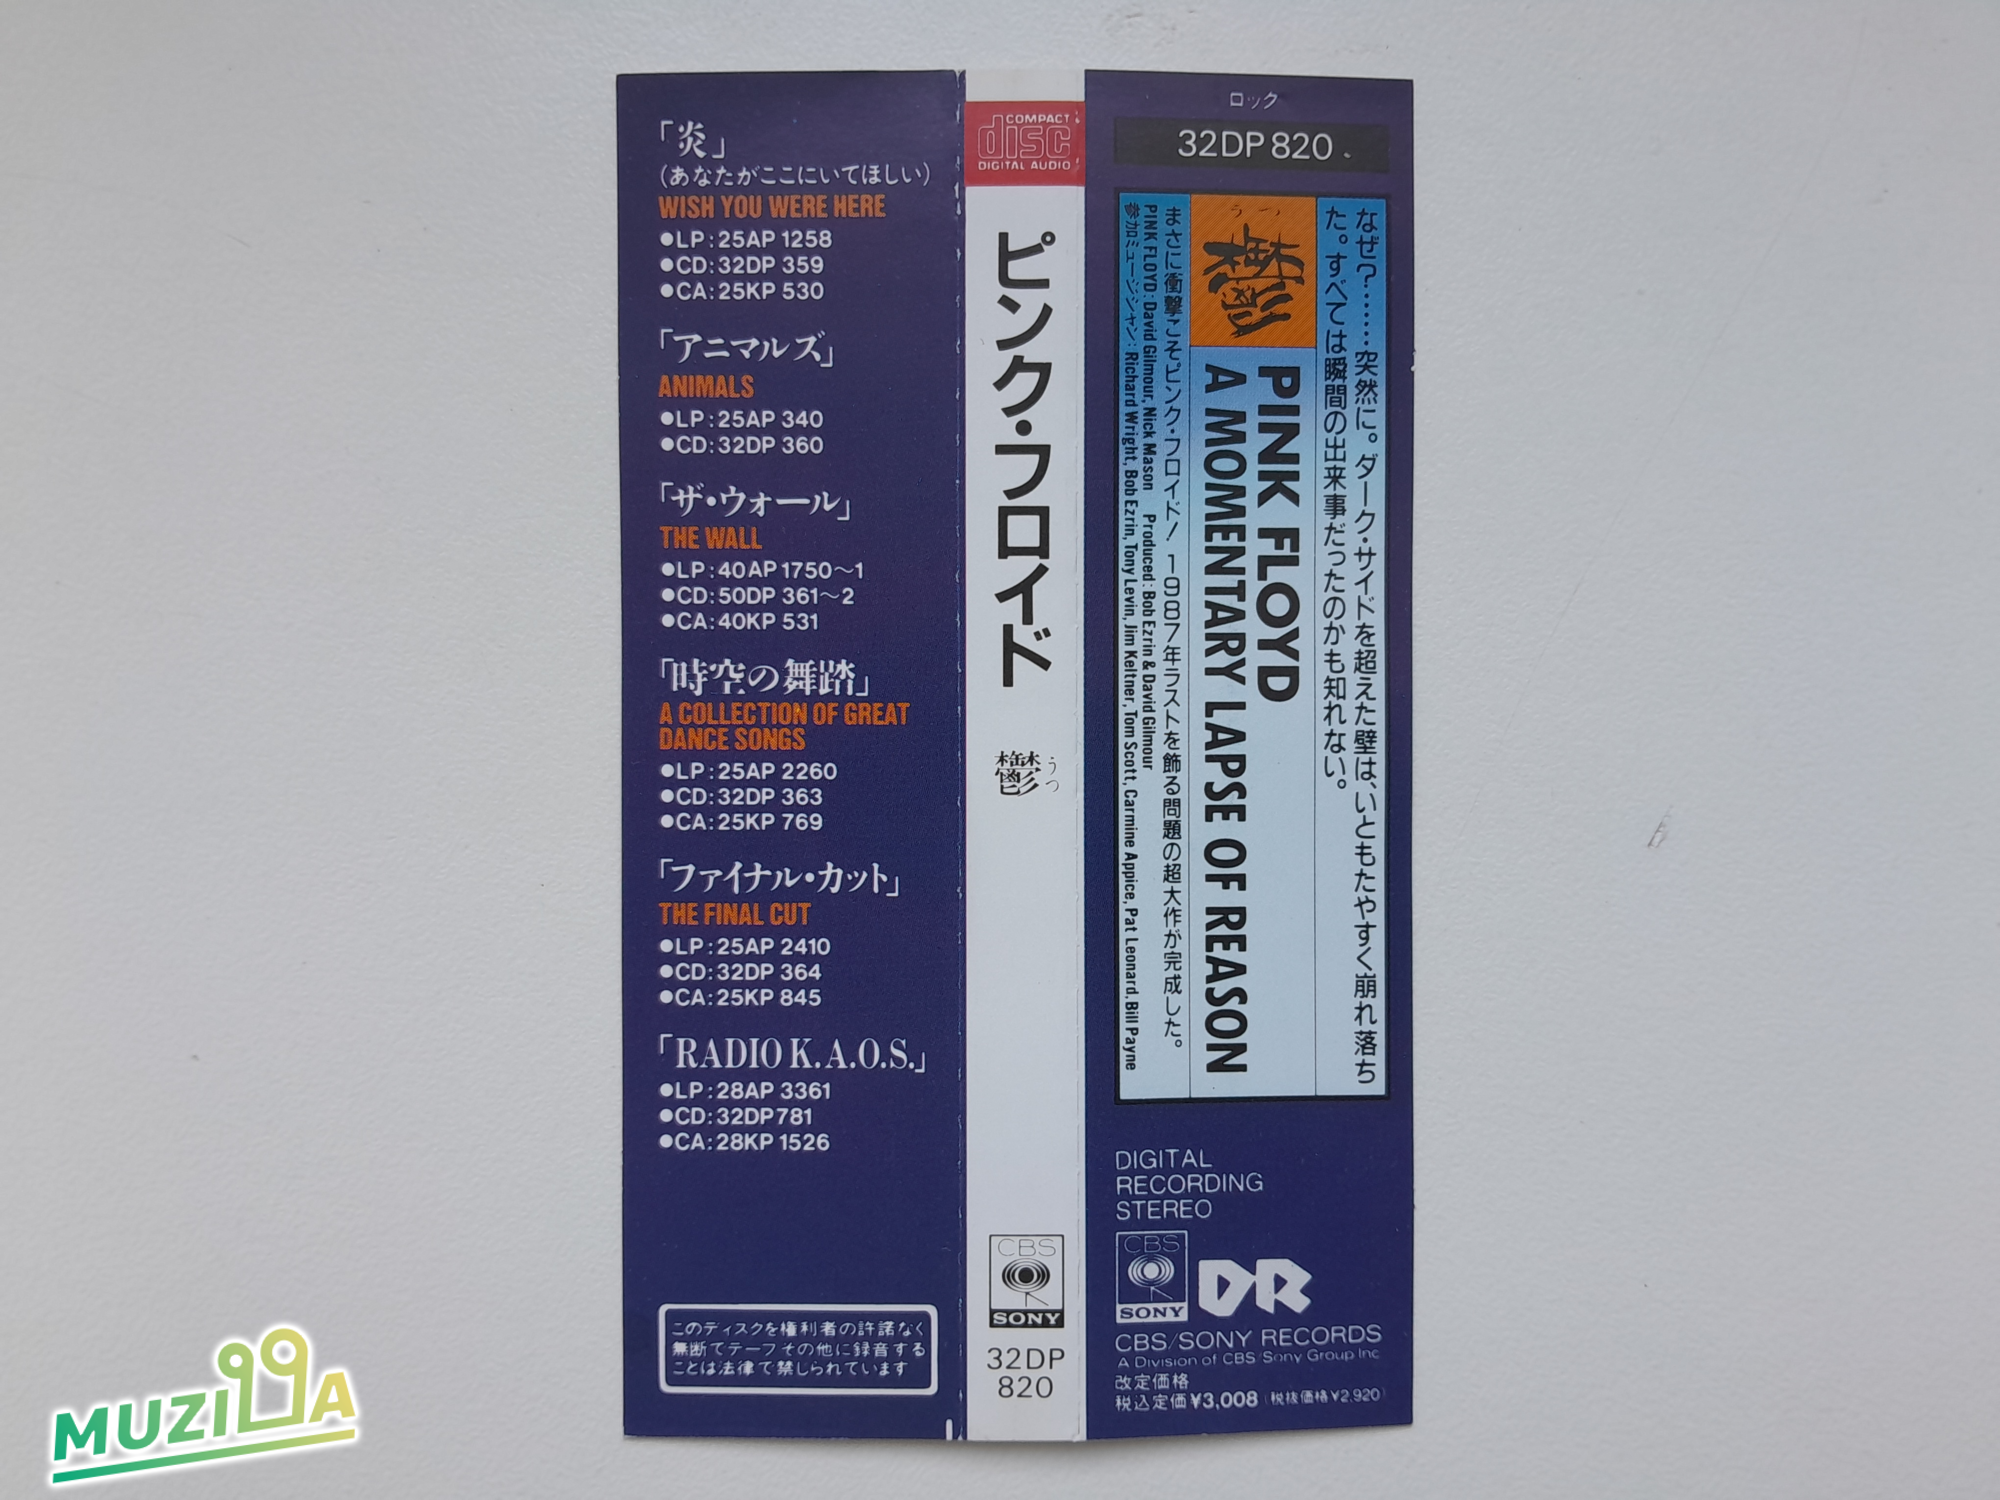 「炎」
(あなたがここにいてほしい)
WISH YOU WERE HERE
●LP:25AP 1258
●CD:32DP 359
●CA:25KP 530
「アニマルズ」
ANIMALS
●LP:25AP 340
●CD:32DP 360
「ザ・ウォール」
THE WALL
●LP:40AP 1750〜1
●CD:50DP 361〜2
●CA:40KP 531
「時空の舞踏」
A COLLECTION OF GREAT
DANCE SONGS
●LP:25AP 2260
●CD:32DP 363
●CA:25KP 769
「ファイナル・カット」
THE FINAL CUT
●LP:25AP 2410
●CD:32DP 364
●CA:25KP 845
「RADIO K.A.O.S.」
●LP:28AP 3361
●CD:32DP781
●CA:28KP 1526
このディスクを権利者の許諾なく
無断でテープその他に録音する
ことは法律で禁じられています
COMPACT
disc
DIGITAL AUDIO
ピンク・フロイド
鬱
うつ
CBS
SONY
32DP
820
ロック
32DP 820
なぜ?……突然に。ダーク・サイドを超えた壁は、いともたやすく崩れ落ち
た。すべては瞬間の出来事だったのかも知れない。
うつ
鬱
PINK FLOYD
A MOMENTARY LAPSE OF REASON
まさに衝撃こそピンク・フロイド! 1987年ラストを飾る問題の超大作が完成した。
PINK FLOYD: David Gilmour, Nick Mason Produced: Bob Ezrin & David Gilmour
参加ミュージシャン: Richard Wright, Bob Ezrin, Tony Levin, Jim Keltner, Tom Scott, Carmine Appice, Pat Leonard, Bill Payne
DIGITAL
RECORDING
STEREO
CBS
SONY
DR
CBS/SONY RECORDS
A Division of CBS/Sony Group Inc
改定価格
税込定価¥3,008(税抜価格¥2,920)
MUZILLA